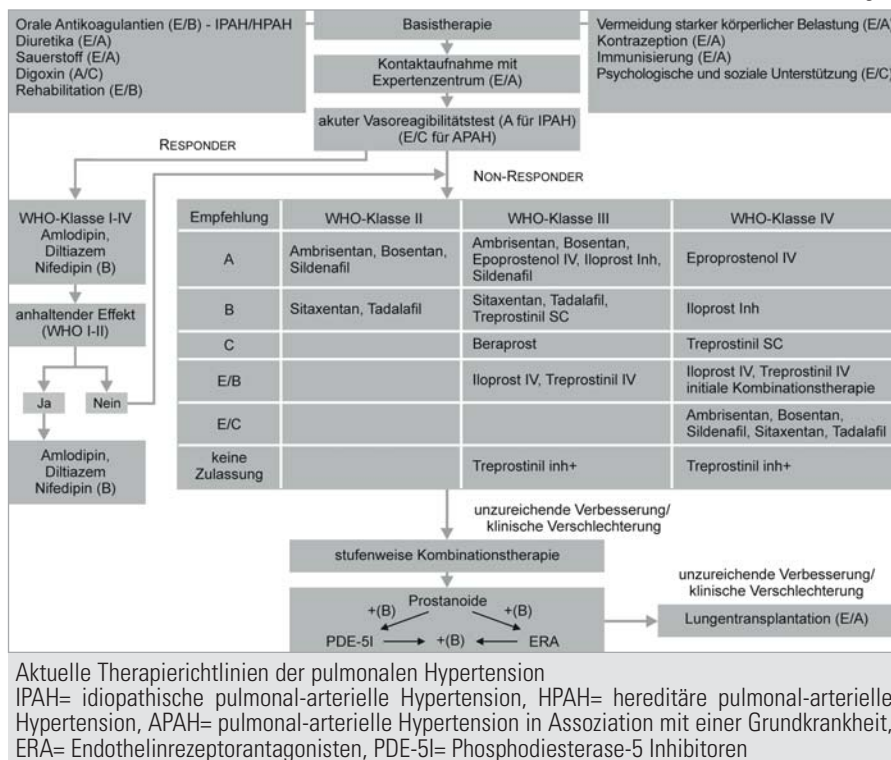 Orale Antikoagulantien (E/B) - IPAH/HPAH
Diuretika (E/A)
Sauerstoff (E/A)
Digoxin (A/C)
Rehabilitation (E/B)
Basistherapie
Vermeidung starker körperlicher Belastung (E/A)
Kontrazeption (E/A)
Immunisierung (E/A)
Psychologische und soziale Unterstützung (E/C)
Kontaktaufnahme mit
Expertenzentrum (E/A)
akuter Vasoreagibilitätstest (A für IPAH)
(E/C für APAH)
RESPONDER
NON-RESPONDER
WHO-Klasse I-IV
Amlodipin,
Diltiazem
Nifedipin (B)
anhaltender Effekt
(WHO I-II)
Ja
Nein
Amlodipin,
Diltiazem
Nifedipin (B)
Empfehlung
WHO-Klasse II
WHO-Klasse III
WHO-Klasse IV
A
Ambrisentan, Bosentan,
Sildenafil
Ambrisentan, Bosentan,
Epoprostenol IV, Iloprost Inh,
Sildenafil
Eproprostenol IV
B
Sitaxentan, Tadalafil
Sitaxentan, Tadalafil,
Treprostinil SC
Iloprost Inh
C
Beraprost
Treprostinil SC
E/B
Iloprost IV, Treprostinil IV
Iloprost IV, Treprostinil IV
initiale Kombinationstherapie
E/C
Ambrisentan, Bosentan,
Sildenafil, Sitaxentan, Tadalafil
keine
Zulassung
Treprostinil inh+
Treprostinil inh+
unzureichende Verbesserung/
klinische Verschlechterung
stufenweise Kombinationstherapie
Prostanoide
+(B)
+(B)
PDE-5I
+(B)
ERA
unzureichende Verbesserung/
klinische Verschlechterung
Lungentransplantation (E/A)
Aktuelle Therapierichtlinien der pulmonalen Hypertension
IPAH= idiopathische pulmonal-arterielle Hypertension, HPAH= hereditäre pulmonal-arterielle
Hypertension, APAH= pulmonal-arterielle Hypertension in Assoziation mit einer Grundkrankheit,
ERA= Endothelinrezeptorantagonisten, PDE-5I= Phosphodiesterase-5 Inhibitoren